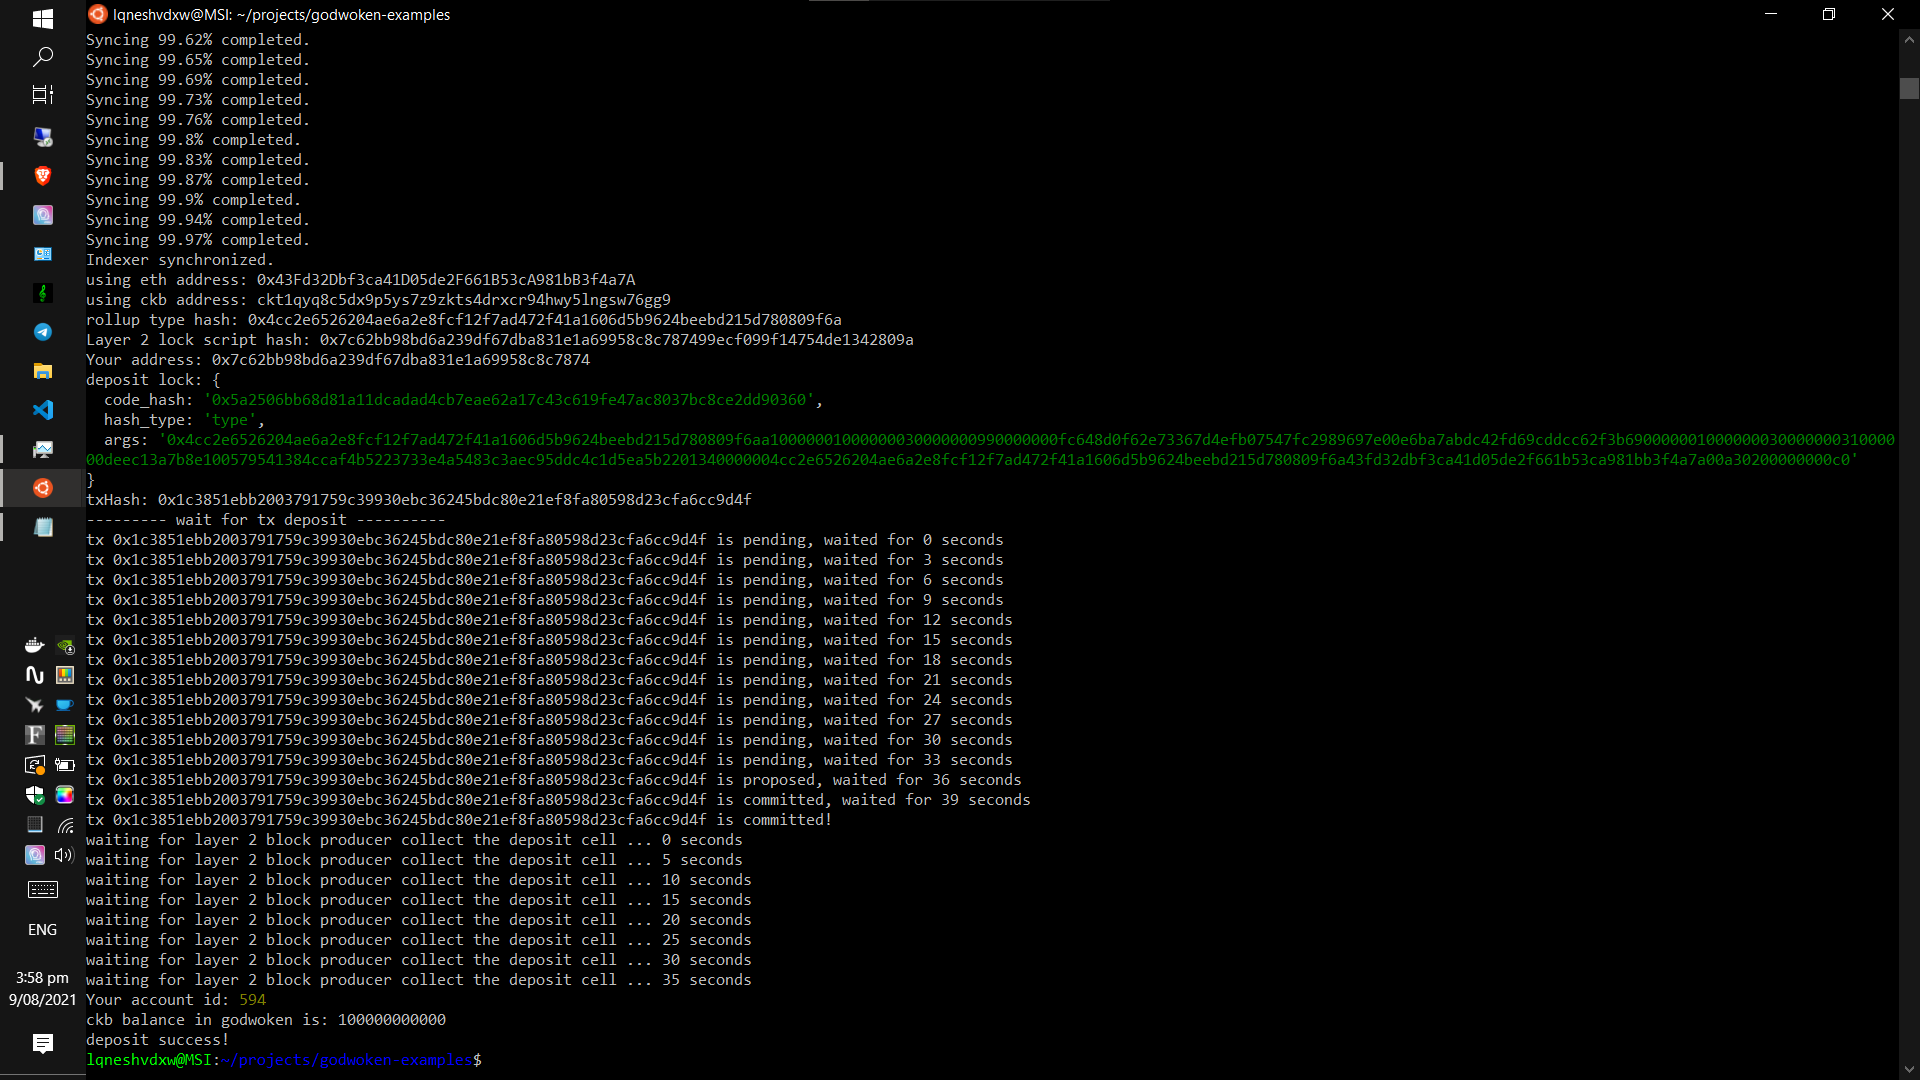 lqneshvdxw@MSI: ~/projects/godwoken-examples
Syncing 99.62% completed.
Syncing 99.65% completed.
Syncing 99.69% completed.
Syncing 99.73% completed.
Syncing 99.76% completed.
Syncing 99.8% completed.
Syncing 99.83% completed.
Syncing 99.87% completed.
Syncing 99.9% completed.
Syncing 99.94% completed.
Syncing 99.97% completed.
Indexer synchronized.
using eth address: 0x43Fd32Dbf3ca41D05de2F661B53cA981bB3f4a7A
using ckb address: ckt1qyq8c5dx9p5ys7z9zkts4drxcr94hwy5lngsw76gg9
rollup type hash: 0x4cc2e6526204ae6a2e8fcf12f7ad472f41a1606d5b9624beebd215d780809f6a
Layer 2 lock script hash: 0x7c62bb98bd6a239df67dba831e1a69958c8c787499ecf099f14754de1342809a
Your address: 0x7c62bb98bd6a239df67dba831e1a69958c8c7874
deposit lock: {
  code_hash: '0x5a2506bb68d81a11dcadad4cb7eae62a17c43c619fe47ac8037bc8ce2dd90360',
  hash_type: 'type',
  args: '0x4cc2e6526204ae6a2e8fcf12f7ad472f41a1606d5b9624beebd215d780809f6aa10000001000000030000000990000000fc648d0f62e73367d4efb07547fc2989697e00e6ba7abdc42fd69cddcc62f3b6900000001000000030000000310000
00deec13a7b8e100579541384ccaf4b5223733e4a5483c3aec95ddc4c1d5ea5b2201340000004cc2e6526204ae6a2e8fcf12f7ad472f41a1606d5b9624beebd215d780809f6a43fd32dbf3ca41d05de2f661b53ca981bb3f4a7a00a30200000000c0'
}
txHash: 0x1c3851ebb2003791759c39930ebc36245bdc80e21ef8fa80598d23cfa6cc9d4f
--------- wait for tx deposit ----------
tx 0x1c3851ebb2003791759c39930ebc36245bdc80e21ef8fa80598d23cfa6cc9d4f is pending, waited for 0 seconds
tx 0x1c3851ebb2003791759c39930ebc36245bdc80e21ef8fa80598d23cfa6cc9d4f is pending, waited for 3 seconds
tx 0x1c3851ebb2003791759c39930ebc36245bdc80e21ef8fa80598d23cfa6cc9d4f is pending, waited for 6 seconds
tx 0x1c3851ebb2003791759c39930ebc36245bdc80e21ef8fa80598d23cfa6cc9d4f is pending, waited for 9 seconds
tx 0x1c3851ebb2003791759c39930ebc36245bdc80e21ef8fa80598d23cfa6cc9d4f is pending, waited for 12 seconds
tx 0x1c3851ebb2003791759c39930ebc36245bdc80e21ef8fa80598d23cfa6cc9d4f is pending, waited for 15 seconds
tx 0x1c3851ebb2003791759c39930ebc36245bdc80e21ef8fa80598d23cfa6cc9d4f is pending, waited for 18 seconds
tx 0x1c3851ebb2003791759c39930ebc36245bdc80e21ef8fa80598d23cfa6cc9d4f is pending, waited for 21 seconds
tx 0x1c3851ebb2003791759c39930ebc36245bdc80e21ef8fa80598d23cfa6cc9d4f is pending, waited for 24 seconds
tx 0x1c3851ebb2003791759c39930ebc36245bdc80e21ef8fa80598d23cfa6cc9d4f is pending, waited for 27 seconds
tx 0x1c3851ebb2003791759c39930ebc36245bdc80e21ef8fa80598d23cfa6cc9d4f is pending, waited for 30 seconds
tx 0x1c3851ebb2003791759c39930ebc36245bdc80e21ef8fa80598d23cfa6cc9d4f is pending, waited for 33 seconds
tx 0x1c3851ebb2003791759c39930ebc36245bdc80e21ef8fa80598d23cfa6cc9d4f is proposed, waited for 36 seconds
tx 0x1c3851ebb2003791759c39930ebc36245bdc80e21ef8fa80598d23cfa6cc9d4f is committed, waited for 39 seconds
tx 0x1c3851ebb2003791759c39930ebc36245bdc80e21ef8fa80598d23cfa6cc9d4f is committed!
waiting for layer 2 block producer collect the deposit cell ... 0 seconds
waiting for layer 2 block producer collect the deposit cell ... 5 seconds
waiting for layer 2 block producer collect the deposit cell ... 10 seconds
waiting for layer 2 block producer collect the deposit cell ... 15 seconds
waiting for layer 2 block producer collect the deposit cell ... 20 seconds
waiting for layer 2 block producer collect the deposit cell ... 25 seconds
waiting for layer 2 block producer collect the deposit cell ... 30 seconds
waiting for layer 2 block producer collect the deposit cell ... 35 seconds
Your account id: 594
ckb balance in godwoken is: 100000000000
deposit success!
lqneshvdxw@MSI:~/projects/godwoken-examples$
ENG
3:58 pm
9/08/2021